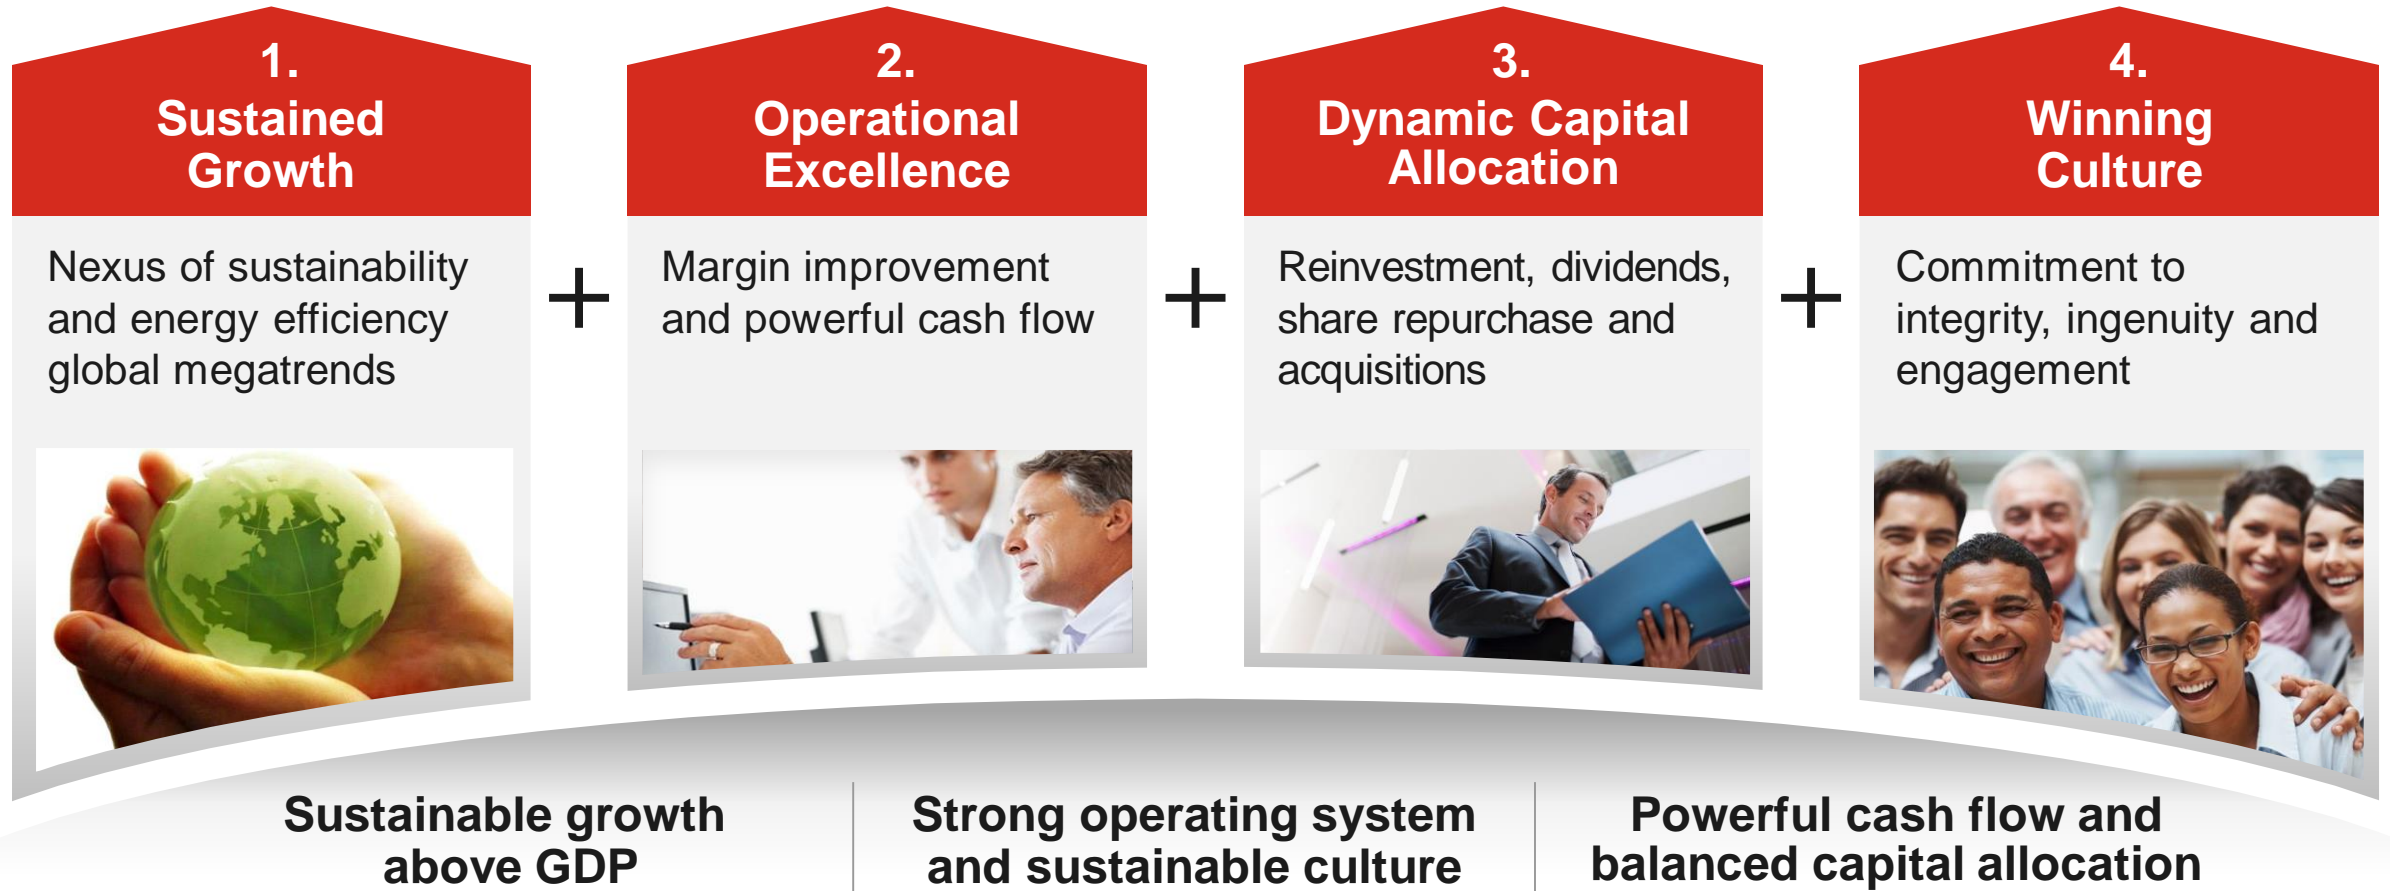 1.
Sustained
Growth
Nexus of sustainability
and energy efficiency
global megatrends
+
2.
Operational
Excellence
Margin improvement
and powerful cash flow
+
3.
Dynamic Capital
Allocation
Reinvestment, dividends,
share repurchase and
acquisitions
+
4.
Winning
Culture
Commitment to
integrity, ingenuity and
engagement
Sustainable growth
above GDP
Strong operating system
and sustainable culture
Powerful cash flow and
balanced capital allocation